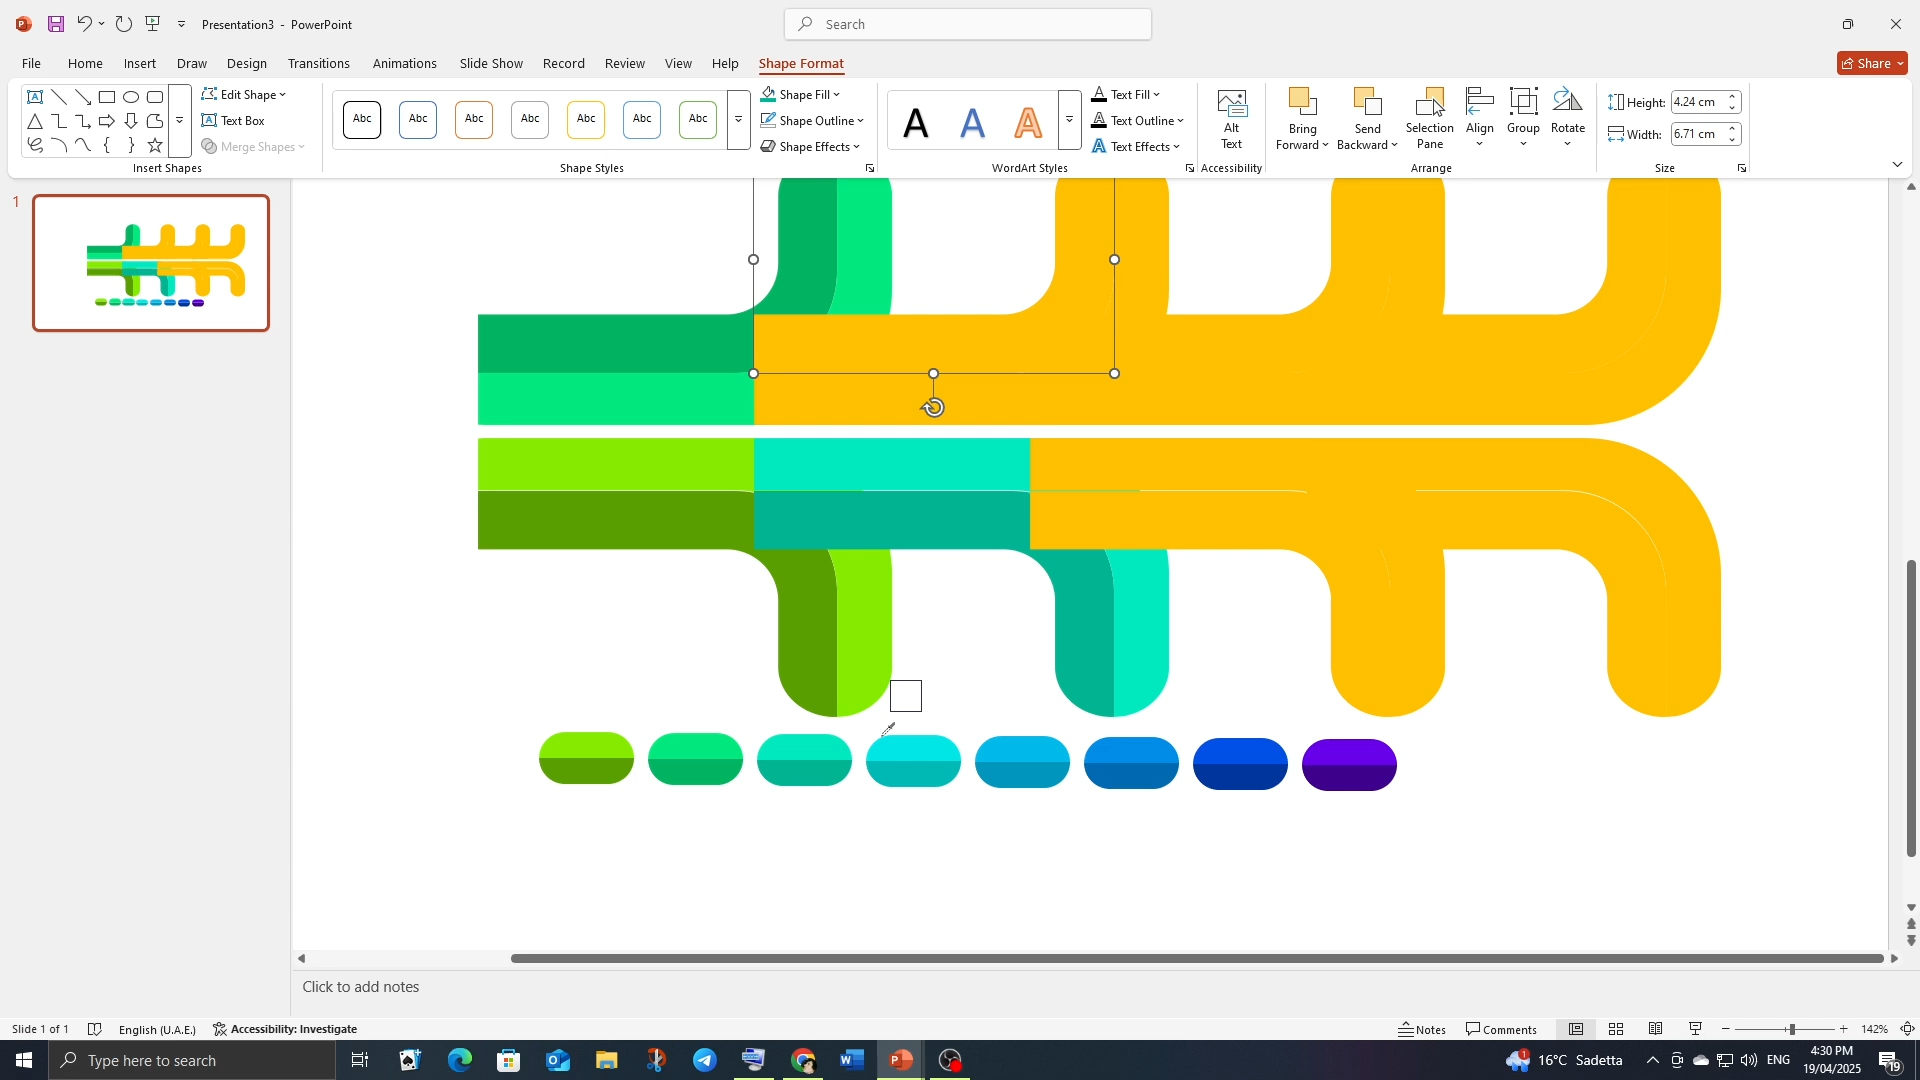 Presentation3 - PowerPoint
Search
File
Home
Insert
Draw
Design
Transitions
Animations
Slide Show
Record
Review
View
Help
Shape Format
Share
Edit Shape
Text Box
Merge Shapes
Insert Shapes
Abc
Abc
Abc
Abc
Abc
Abc
Abc
Shape Fill
Shape Outline
Shape Effects
Shape Styles
A
A
A
Text Fill
Text Outline
Text Effects
WordArt Styles
Alt
Text
Accessibility
Bring
Forward
Send
Backward
Selection
Pane
Align
Group
Rotate
Arrange
Height: 4.24 cm
Width: 6.71 cm
Size
1
Click to add notes
Slide 1 of 1
English (U.A.E.)
Accessibility: Investigate
Notes
Comments
142%
Type here to search
16°C Sadetta
ENG
4:30 PM
19/04/2025
19